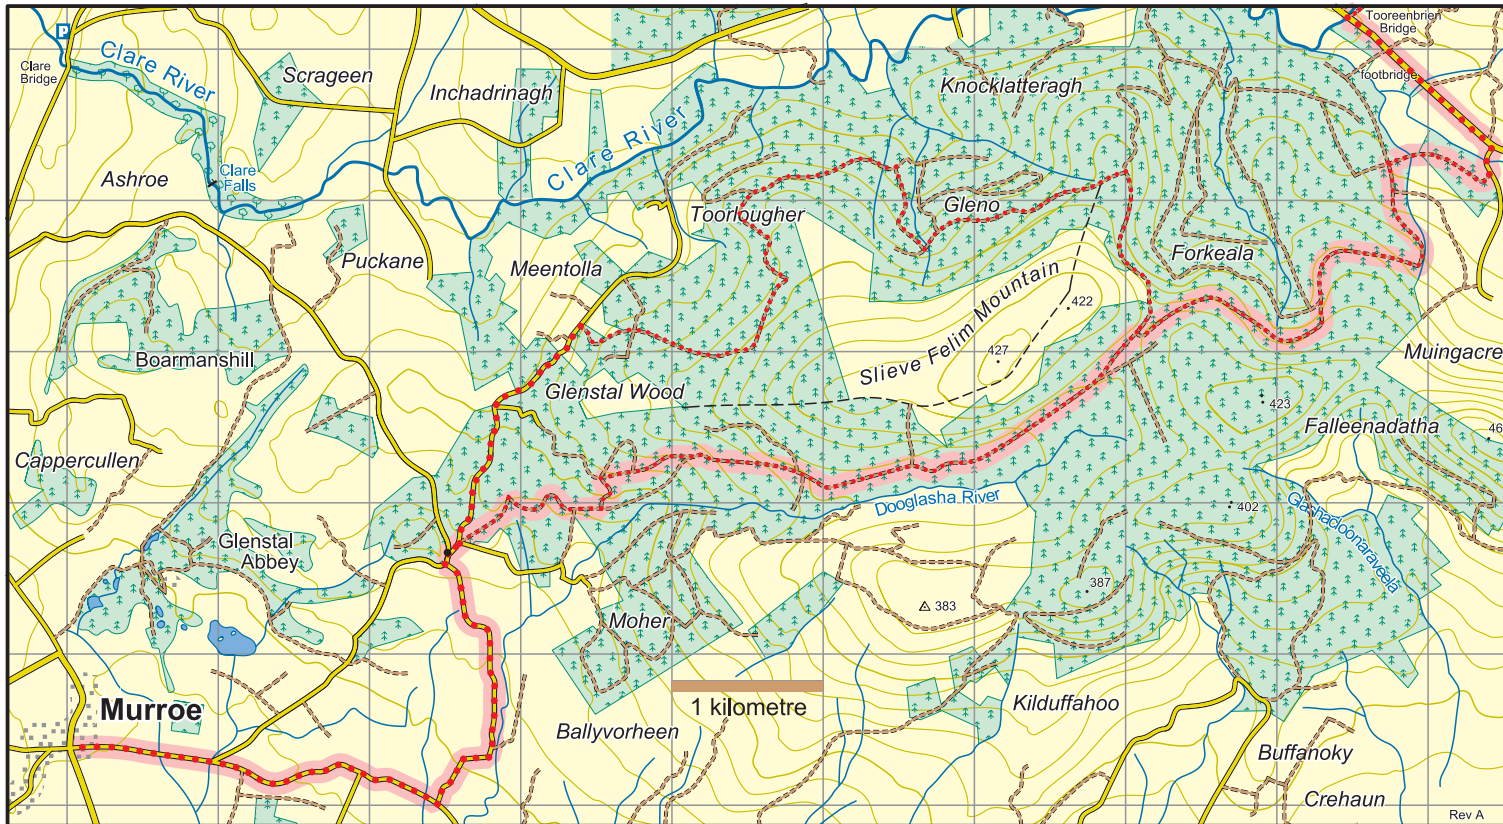 Tooreenbrien
Bridge
P
Clare River
Clare
Bridge
Scrageen
Inchadrinagh
Knocklatteragh
footbridge
Clare River
Ashroe
Clare
Falls
Toorlougher
Gleno
Puckane
Meentolla
Forkeala
Slieve Felim Mountain
422
427
Boarmanshill
Muingacre
Glenstal Wood
423
Falleenadatha
46
Cappercullen
Dooglasha River
402
Glashadoonaraveela
Glenstal
Abbey
387
383
Moher
Murroe
1 kilometre
Kilduffahoo
Ballyvorheen
Buffanoky
Crehaun
Rev A